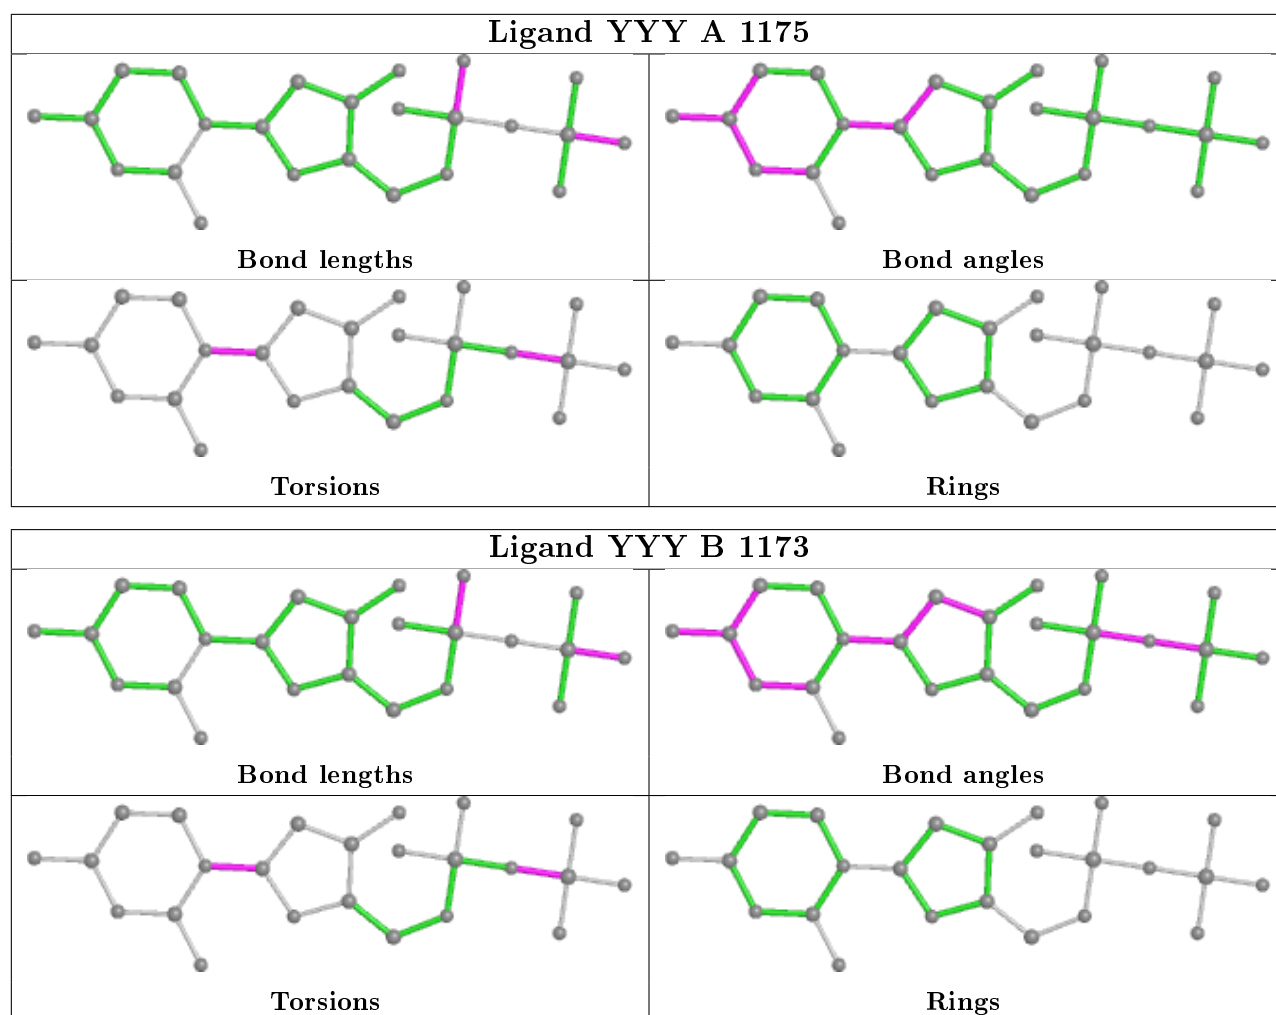 Ligand YYY A 1175
Bond lengths
Bond angles
Torsions
Rings
Ligand YYY B 1173
Bond lengths
Bond angles
Torsions
Rings